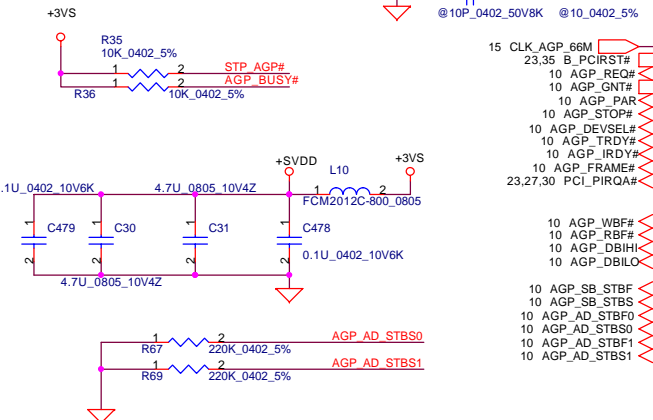 +3VS
@10P_0402_50V8K @10_0402_5%
R35
10K_0402_5%
1 2 STP_AGP#
1 2 AGP_BUSY#
R36 10K_0402_5%
15 CLK_AGP_66M
23,35 B_PCIRST#
10 AGP_REQ#
10 AGP_GNT#
10 AGP_PAR
10 AGP_STOP#
10 AGP_DEVSEL#
10 AGP_TRDY#
10 AGP_IRDY#
10 AGP_FRAME#
23,27,30 PCI_PIRQA#
+SVDD L10 +3VS
.1U_0402_10V6K 4.7U_0805_10V4Z 1 2
FCM2012C-800_0805
1 1 1 1
C479 C30 C31 C478
2 2 2 2
0.1U_0402_10V6K
4.7U_0805_10V4Z
10 AGP_WBF#
10 AGP_RBF#
10 AGP_DBIHI
10 AGP_DBILO
10 AGP_SB_STBF
10 AGP_SB_STBS
10 AGP_AD_STBF0
10 AGP_AD_STBS0
10 AGP_AD_STBF1
10 AGP_AD_STBS1
1 2 AGP_AD_STBS0
R67 220K_0402_5%
1 2 AGP_AD_STBS1
R69 220K_0402_5%